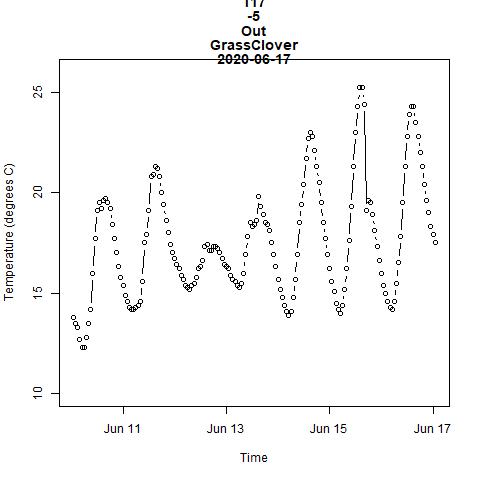 T17
-5
Out
GrassClover
2020-06-17
Temperature (degrees C)
25
20
15
10
Jun 11
Jun 13
Jun 15
Jun 17
Time